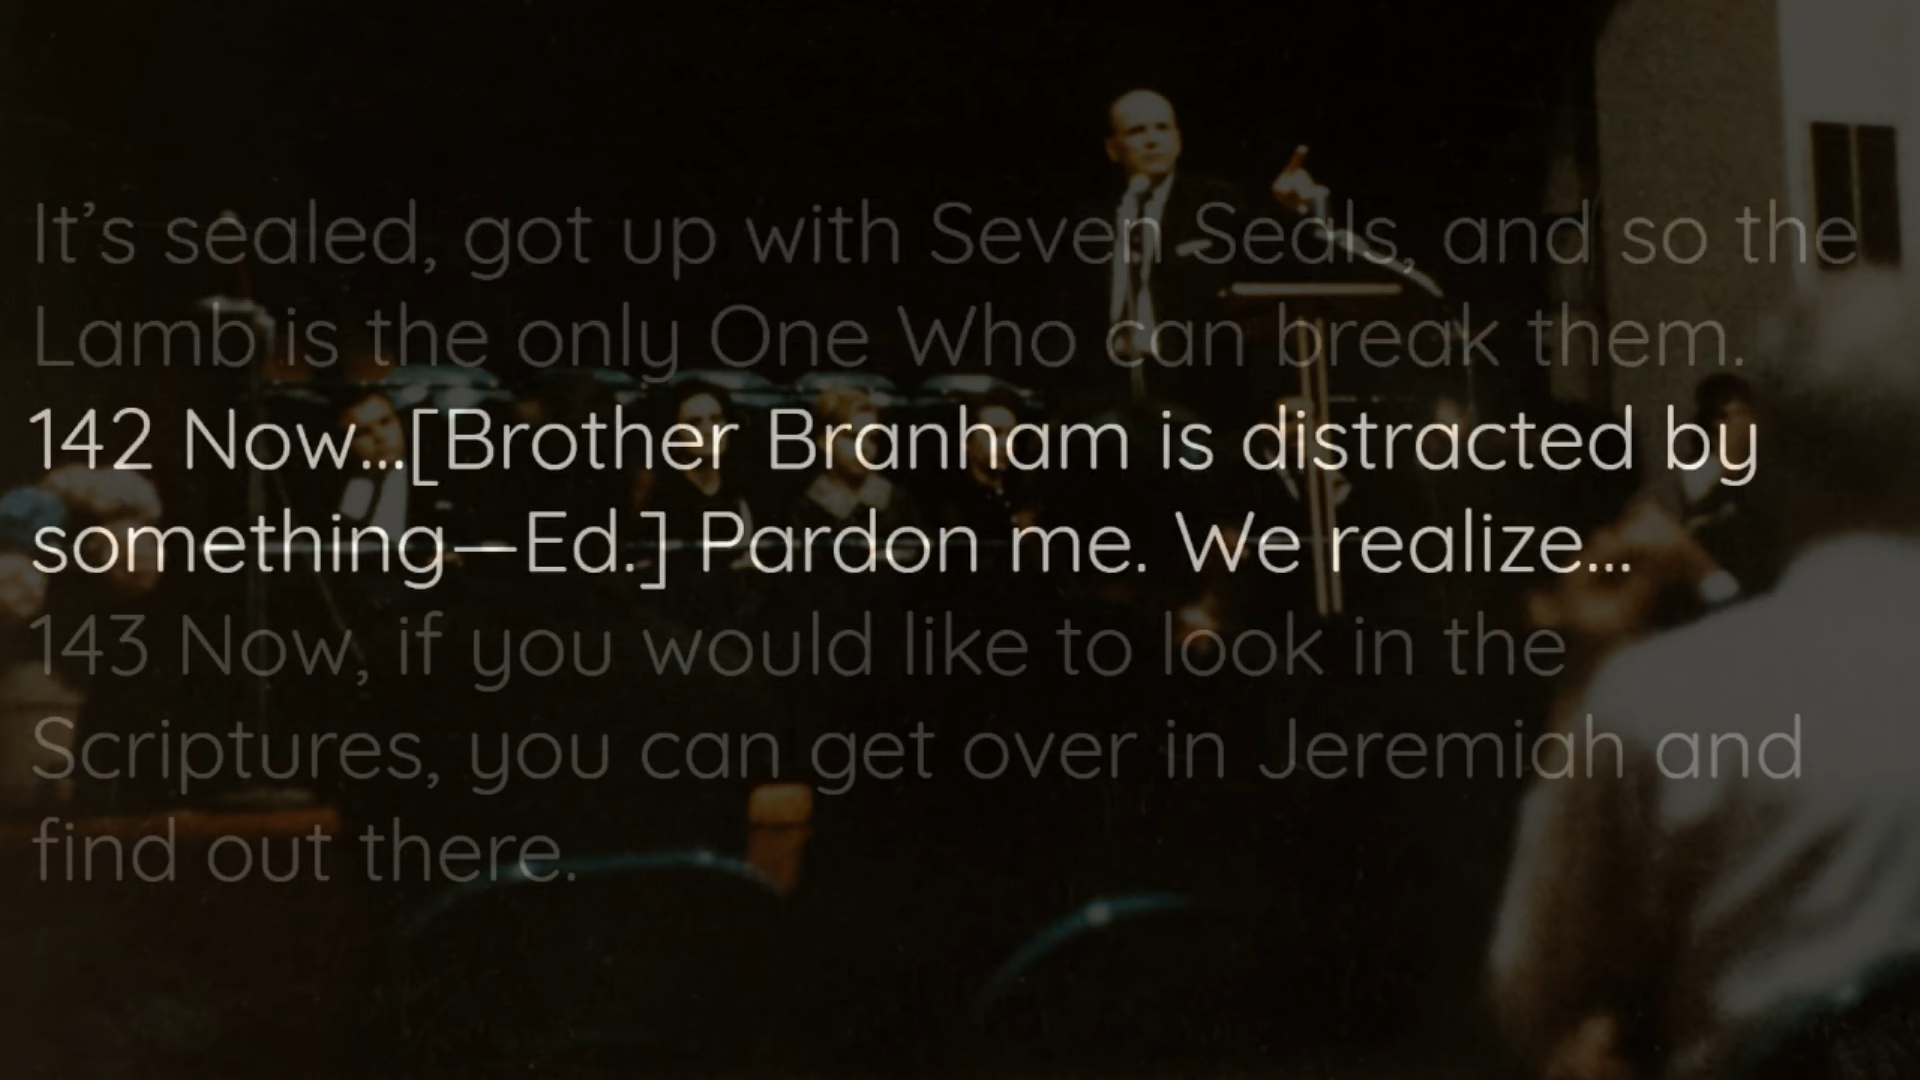 It’s sealed, got up with Seven Seals, and so the
Lamb is the only One Who can break them.
142 Now...[Brother Branham is distracted by
something—Ed.] Pardon me. We realize...
143 Now, if you would like to look in the
Scriptures, you can get over in Jeremiah and
find out there.